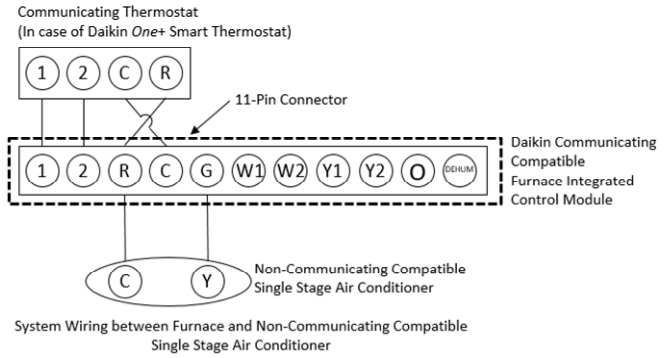 Communicating Thermostat
(In case of Daikin One+ Smart Thermostat)
1 2 C R
11-Pin Connector
1 2 R C G W1 W2 Y1 Y2 O DEHUM
Daikin Communicating
Compatible
Furnace Integrated
Control Module
C Y
Non-Communicating Compatible
Single Stage Air Conditioner
System Wiring between Furnace and Non-Communicating Compatible
Single Stage Air Conditioner